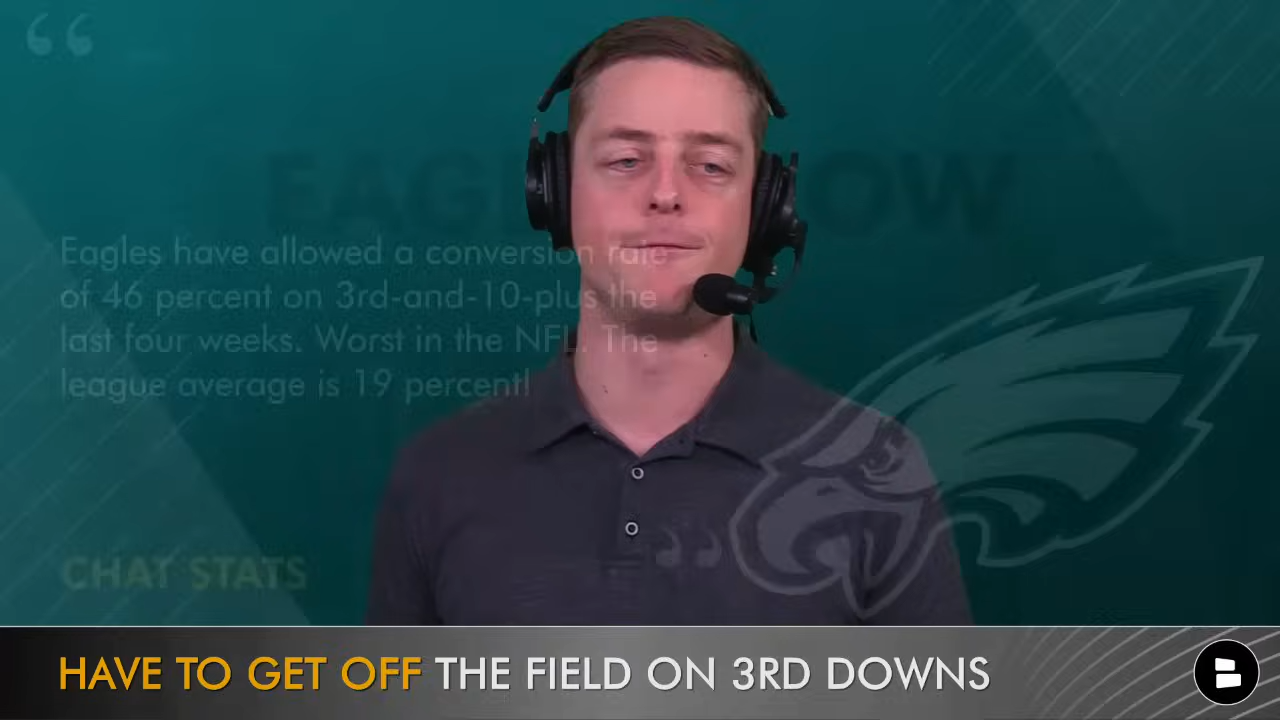 “
EAGLES NOW
Eagles have allowed a conversion rate
of 46 percent on 3rd-and-10-plus the
last four weeks. Worst in the NFL. The
league average is 19 percent!
”
CHAT STATS
HAVE TO GET OFF THE FIELD ON 3RD DOWNS